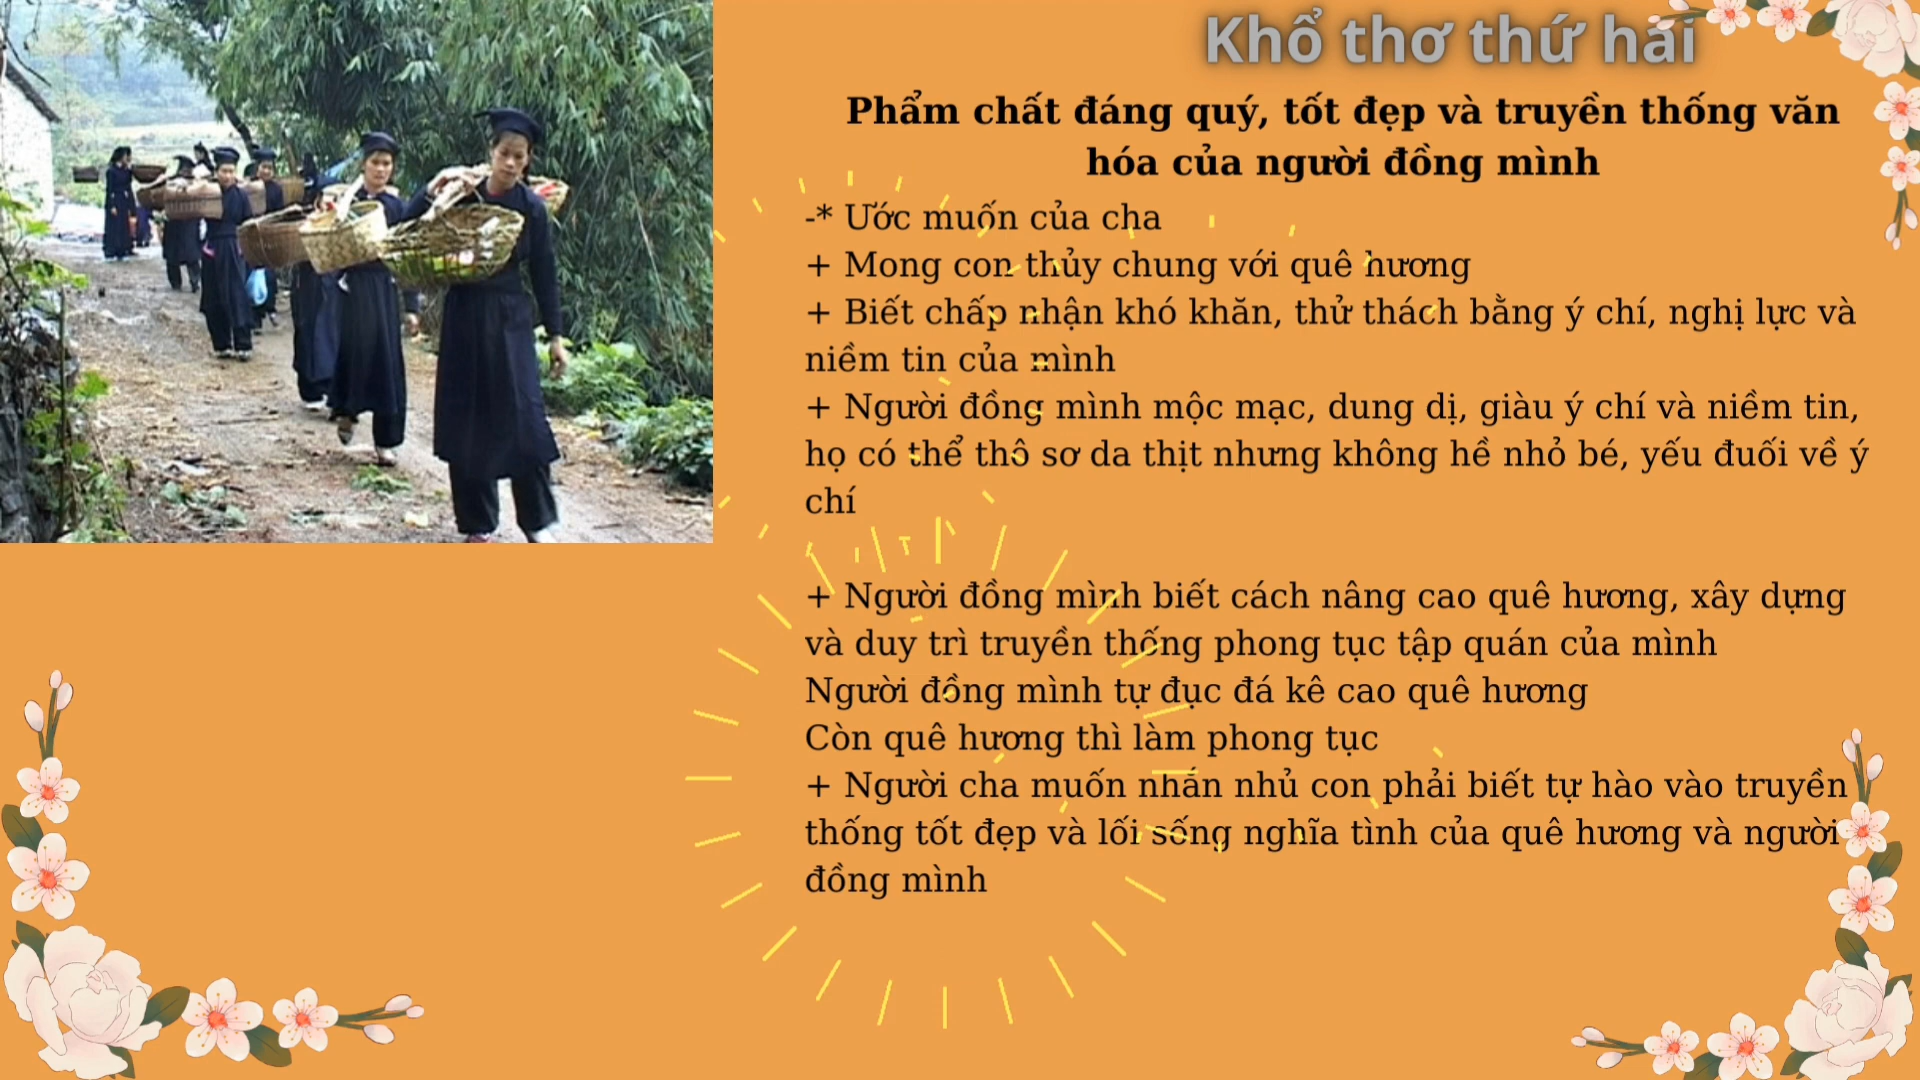 Khổ thơ thứ hai
Phẩm chất đáng quý, tốt đẹp và truyền thống văn
hóa của người đồng mình
-* Ước muốn của cha
+ Mong con thủy chung với quê hương
+ Biết chấp nhận khó khăn, thử thách bằng ý chí, nghị lực và
niềm tin của mình
+ Người đồng mình mộc mạc, dung dị, giàu ý chí và niềm tin,
họ có thể thô sơ da thịt nhưng không hề nhỏ bé, yếu đuối về ý
chí
+ Người đồng mình biết cách nâng cao quê hương, xây dựng
và duy trì truyền thống phong tục tập quán của mình
Người đồng mình tự đục đá kê cao quê hương
Còn quê hương thì làm phong tục
+ Người cha muốn nhắn nhủ con phải biết tự hào vào truyền
thống tốt đẹp và lối sống nghĩa tình của quê hương và người
đồng mình